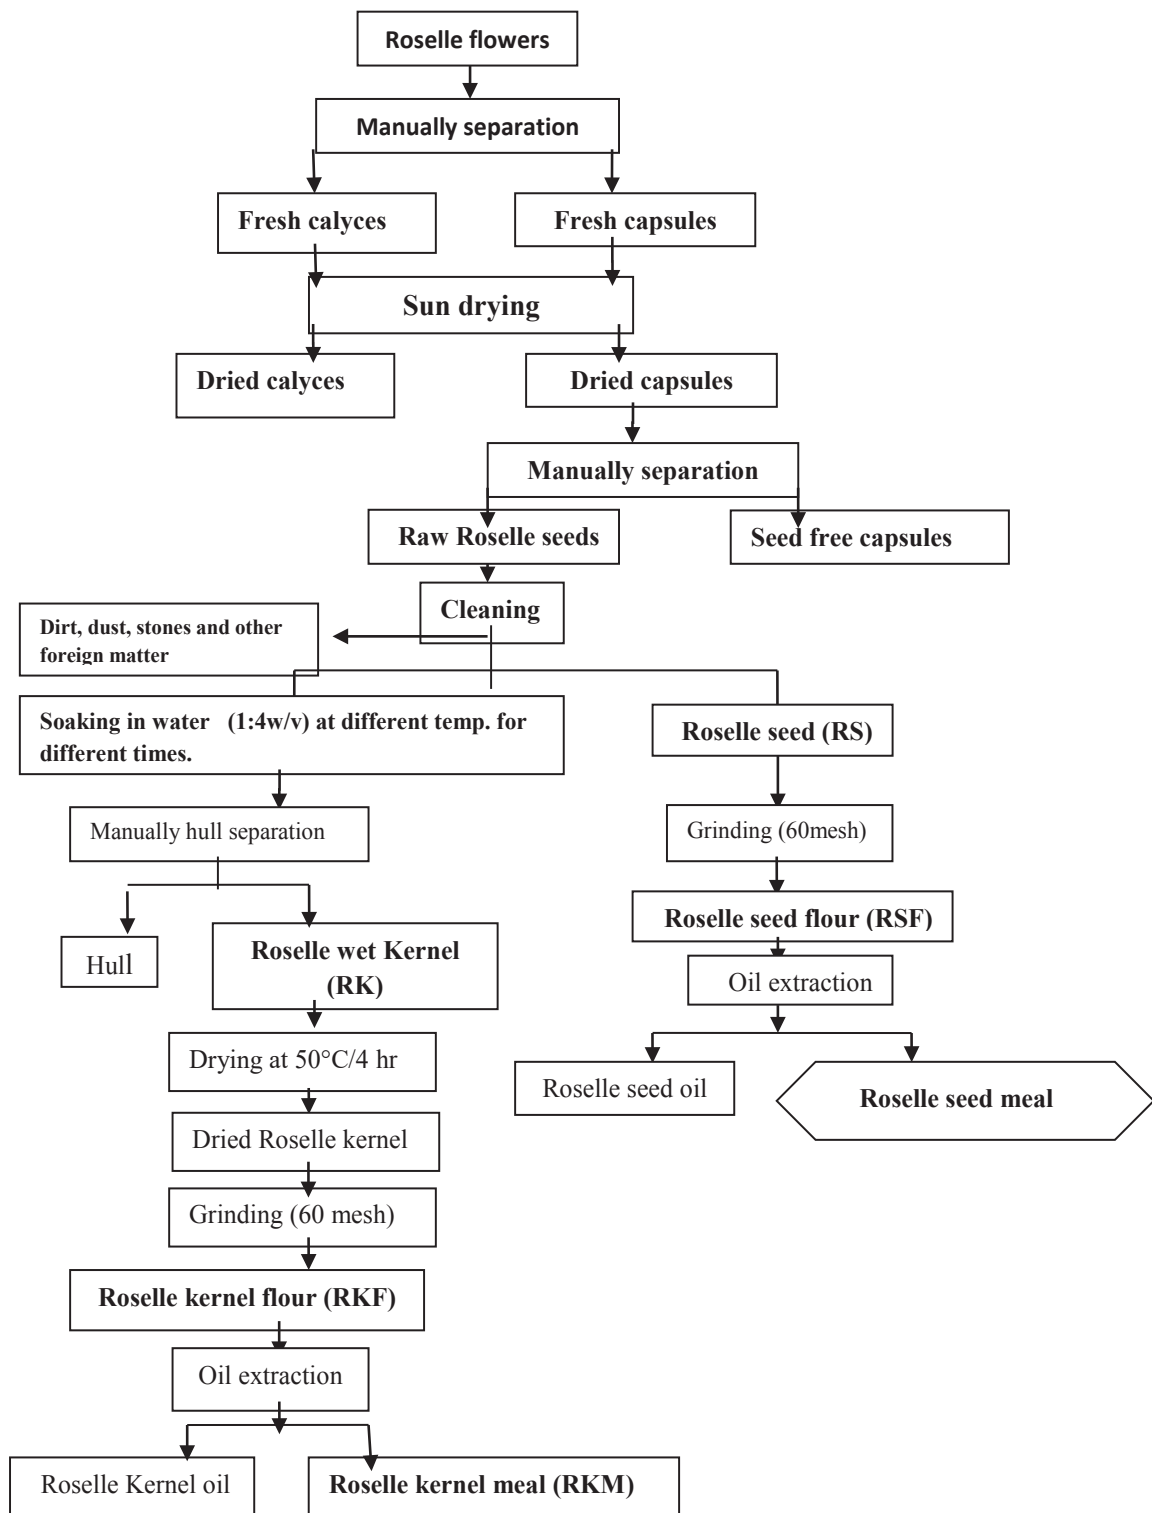 Roselle flowers
Manually separation
Fresh calyces
Fresh capsules
Sun drying
Dried calyces
Dried capsules
Manually separation
Raw Roselle seeds
Seed free capsules
Cleaning
Dirt, dust, stones and other
foreign matter
Soaking in water (1:4w/v) at different temp. for
different times.
Roselle seed (RS)
Manually hull separation
Grinding (60mesh)
Roselle seed flour (RSF)
Hull
Roselle wet Kernel
(RK)
Oil extraction
Drying at 50°C/4 hr
Roselle seed oil
Roselle seed meal
Dried Roselle kernel
Grinding (60 mesh)
Roselle kernel flour (RKF)
Oil extraction
Roselle Kernel oil
Roselle kernel meal (RKM)